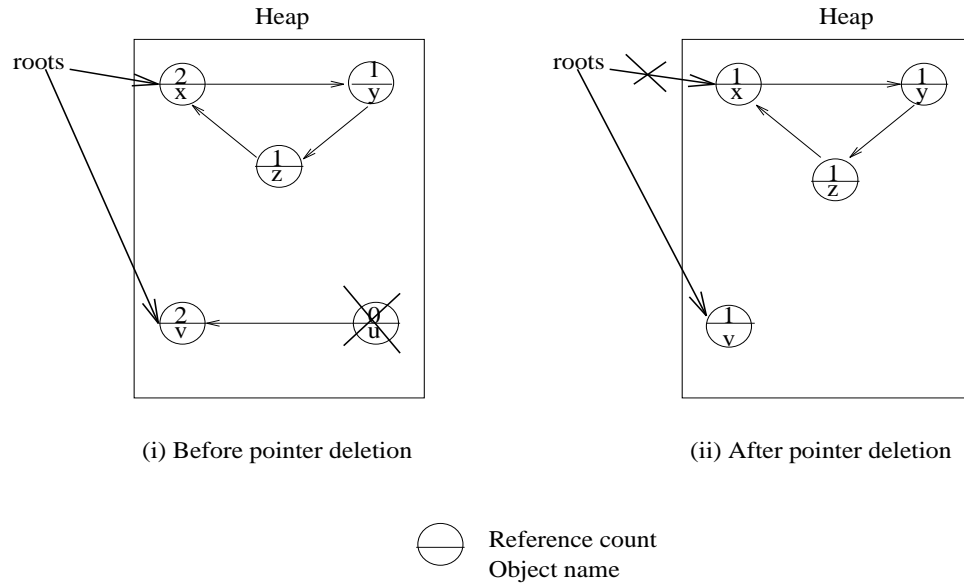 Heap
roots
2
x
1
y
1
z
2
v
0
u
(i) Before pointer deletion
Heap
roots
1
x
1
y
1
z
1
v
(ii) After pointer deletion
Reference count
Object name